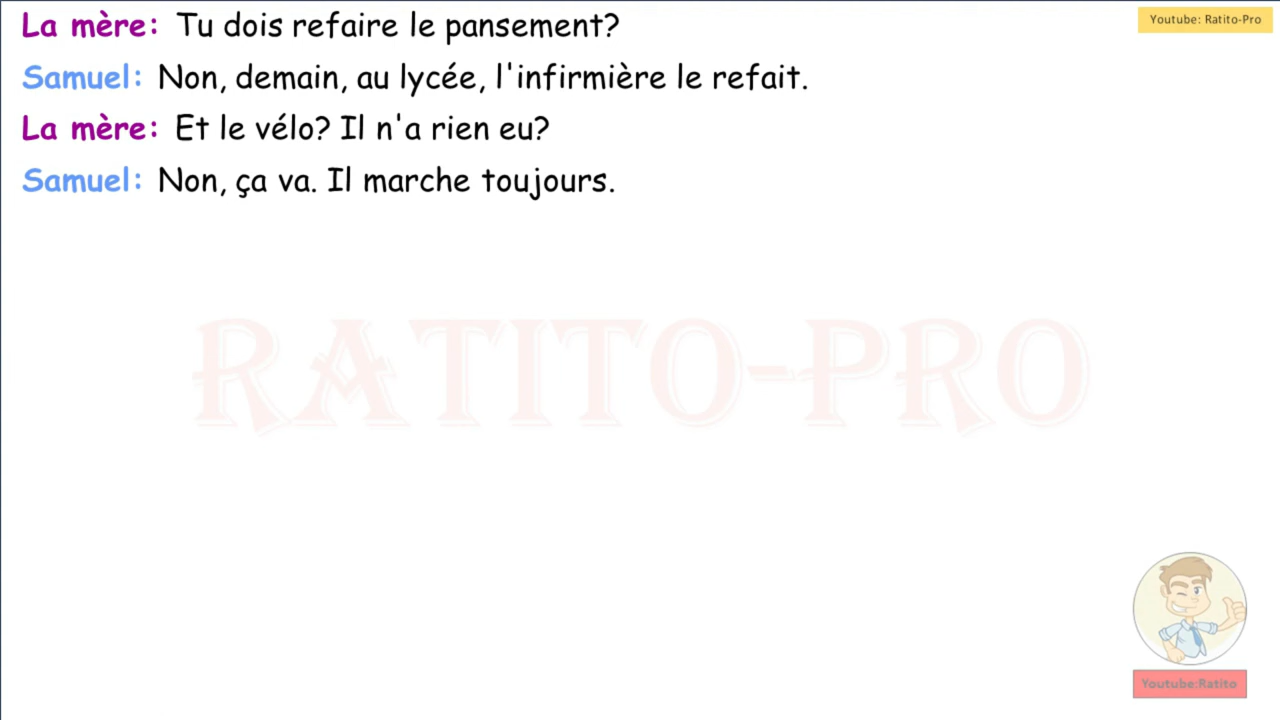 La mère: Tu dois refaire le pansement?
Youtube: Ratito-Pro
Samuel: Non, demain, au lycée, l'infirmière le refait.
La mère: Et le vélo? Il n'a rien eu?
Samuel: Non, ça va. Il marche toujours.
RATITO-PRO
Youtube:Ratito